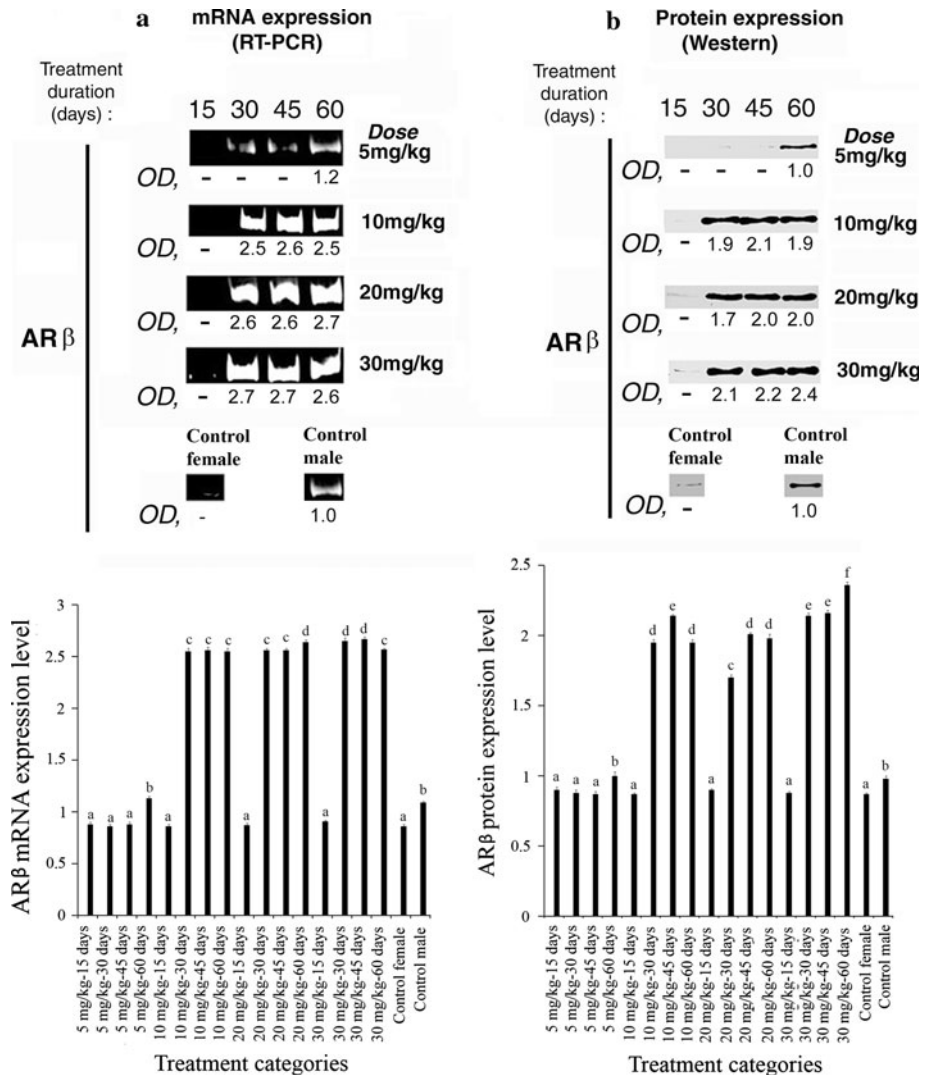 a mRNA expression (RT-PCR)
Treatment duration (days) :
15 30 45 60
Dose
5mg/kg
OD, - - - 1.2
10mg/kg
OD, - 2.5 2.6 2.5
20mg/kg
OD, - 2.6 2.6 2.7
30mg/kg
OD, - 2.7 2.7 2.6
ARβ
Control female
Control male
OD, - 1.0
b Protein expression (Western)
Treatment duration (days) :
15 30 45 60
Dose
5mg/kg
OD, - - - 1.0
10mg/kg
OD, - 1.9 2.1 1.9
20mg/kg
OD, - 1.7 2.0 2.0
30mg/kg
OD, - 2.1 2.2 2.4
ARβ
Control female
Control male
OD, - 1.0
ARβ mRNA expression level
3
2.5
2
1.5
1
0.5
0
a a a b a c c c a c c d a d d c a b
5 mg/kg-15 days
5 mg/kg-30 days
5 mg/kg-45 days
5 mg/kg-60 days
10 mg/kg-15 days
10 mg/kg-30 days
10 mg/kg-45 days
10 mg/kg-60 days
20 mg/kg-15 days
20 mg/kg-30 days
20 mg/kg-45 days
20 mg/kg-60 days
30 mg/kg-15 days
30 mg/kg-30 days
30 mg/kg-45 days
30 mg/kg-60 days
Control female
Control male
Treatment categories
ARβ protein expression level
2.5
2
1.5
1
0.5
0
a a a b a d e d a c d d a e e f a b
5 mg/kg-15 days
5 mg/kg-30 days
5 mg/kg-45 days
5 mg/kg-60 days
10 mg/kg-15 days
10 mg/kg-30 days
10 mg/kg-45 days
10 mg/kg-60 days
20 mg/kg-15 days
20 mg/kg-30 days
20 mg/kg-45 days
20 mg/kg-60 days
30 mg/kg-15 days
30 mg/kg-30 days
30 mg/kg-45 days
30 mg/kg-60 days
Control female
Control male
Treatment categories